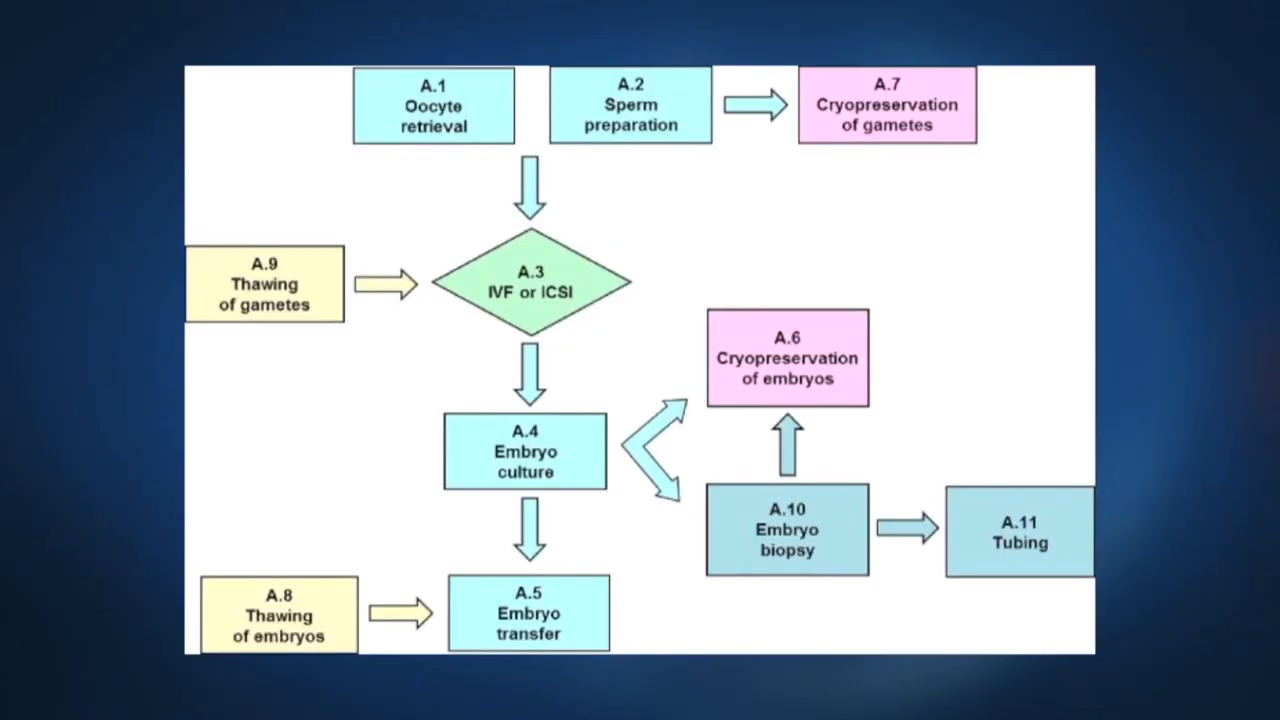 A.1
Oocyte
retrieval
A.2
Sperm
preparation
A.7
Cryopreservation
of gametes
A.9
Thawing
of gametes
A.3
IVF or ICSI
A.6
Cryopreservation
of embryos
A.4
Embryo
culture
A.10
Embryo
biopsy
A.11
Tubing
A.8
Thawing
of embryos
A.5
Embryo
transfer